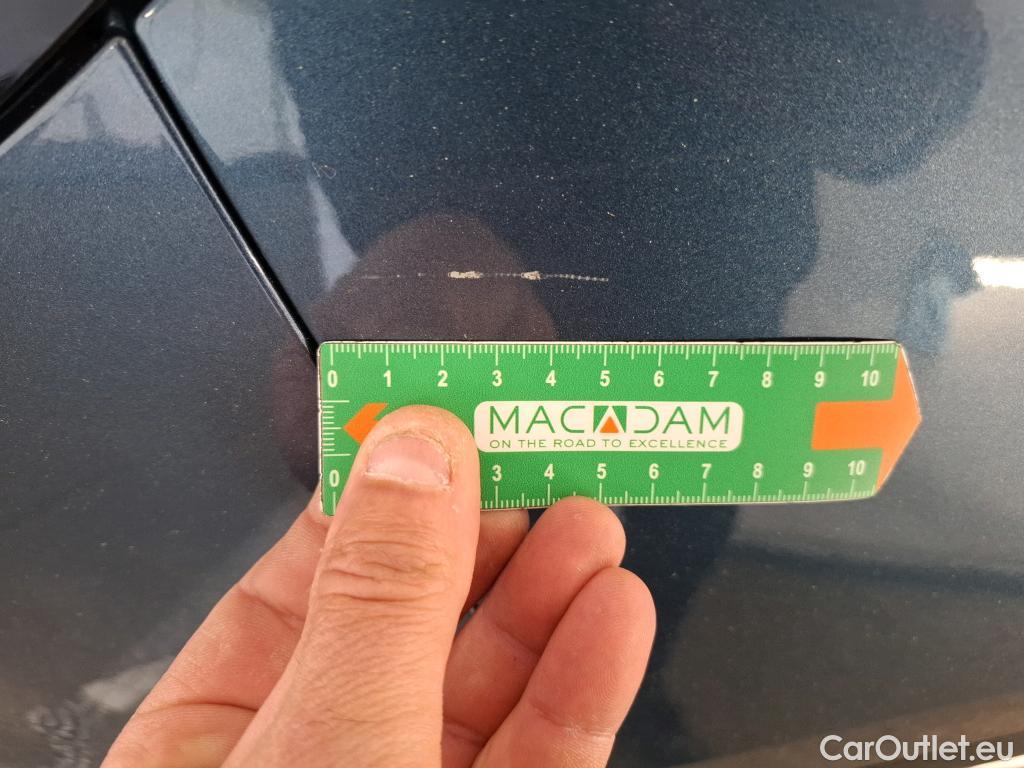 0 1 2 3 4 5 6 7 8 9 10
MACADAM
ON THE ROAD TO EXCELLENCE
0 3 4 5 6 7 8 9 10
CarOutlet.eu